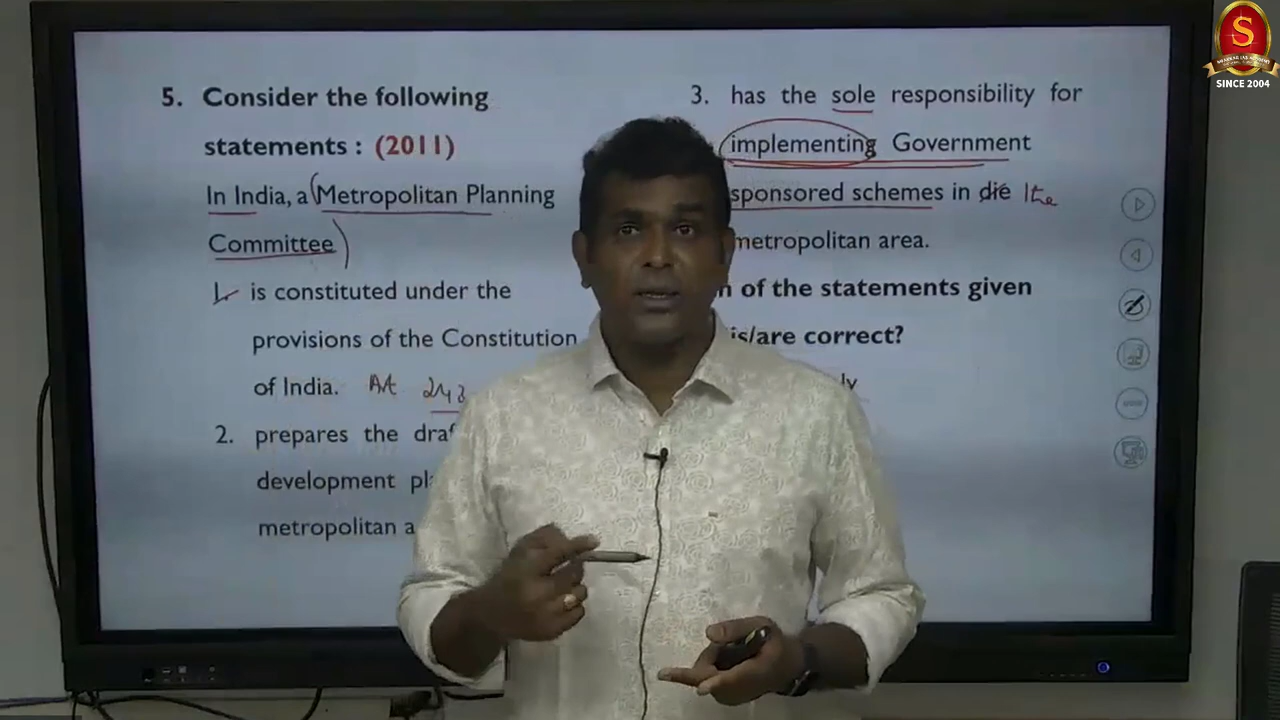 5. Consider the following
statements : (2011)
In India, a (Metropolitan Planning
Committee)
1. is constituted under the
provisions of the Constitution
of India. Art 243
2. prepares the
development
metropolitan
3. has the sole responsibility for
implementing Government
sponsored schemes in die the
metropolitan area.
of the statements given
is/are correct?
S
SINCE 2004